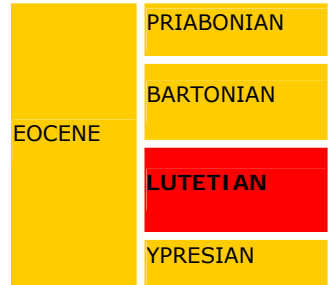 PRIABONIAN
BARTONIAN
EOCENE
LUTETIAN
YPRESIAN